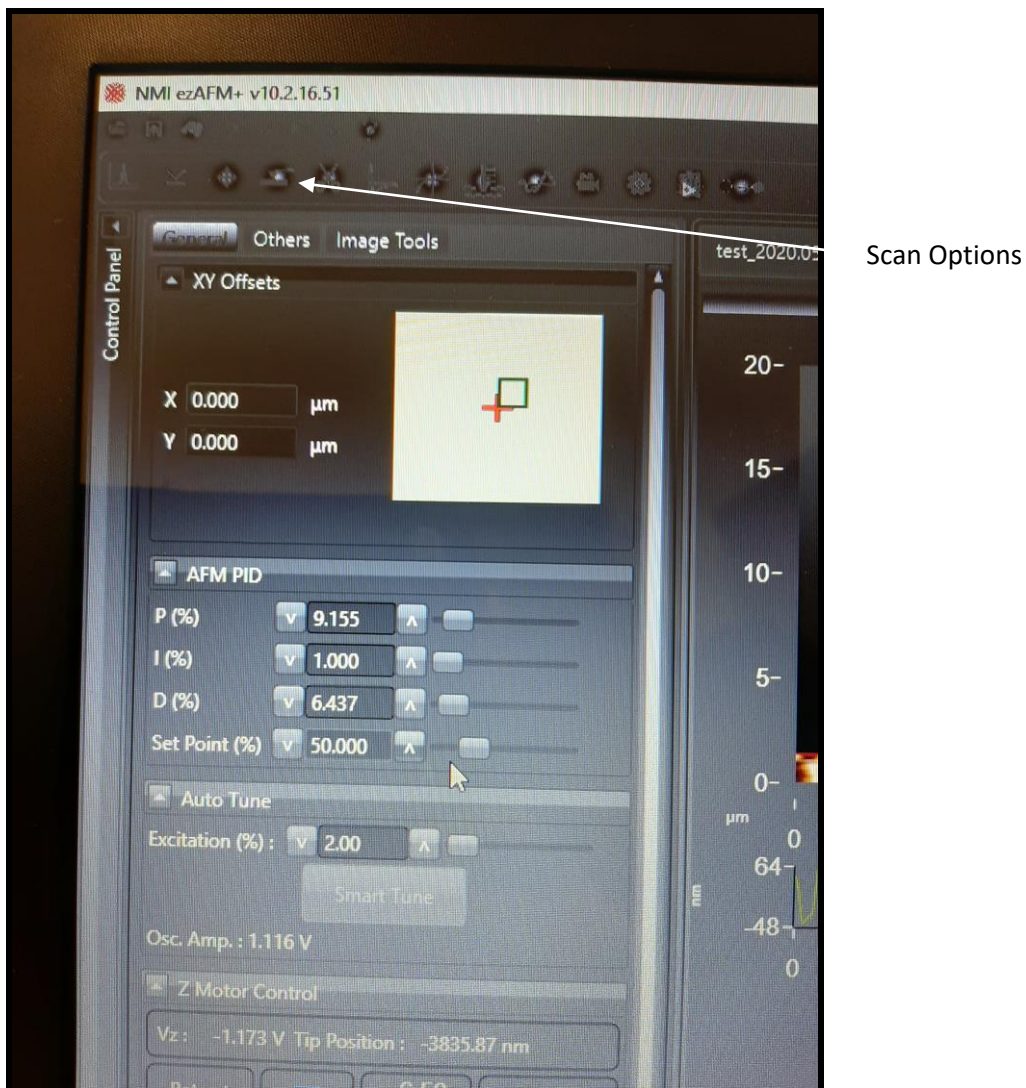 NMI ezAFM+ v10.2.16.51
Scan Options
Control Panel
General Others Image Tools
XY Offsets
X 0.000 µm
Y 0.000 µm
AFM PID
P (%) v 9.155 ʌ
I (%) v 1.000 ʌ
D (%) v 6.437 ʌ
Set Point (%) v 50.000 ʌ
Auto Tune
Excitation (%) : v 2.00 ʌ
Smart Tune
Osc. Amp. : 1.116 V
Z Motor Control
Vz : -1.173 V Tip Position : -3835.87 nm
20-
15-
10-
5-
0-
µm
0
64-
nm
-48-
0